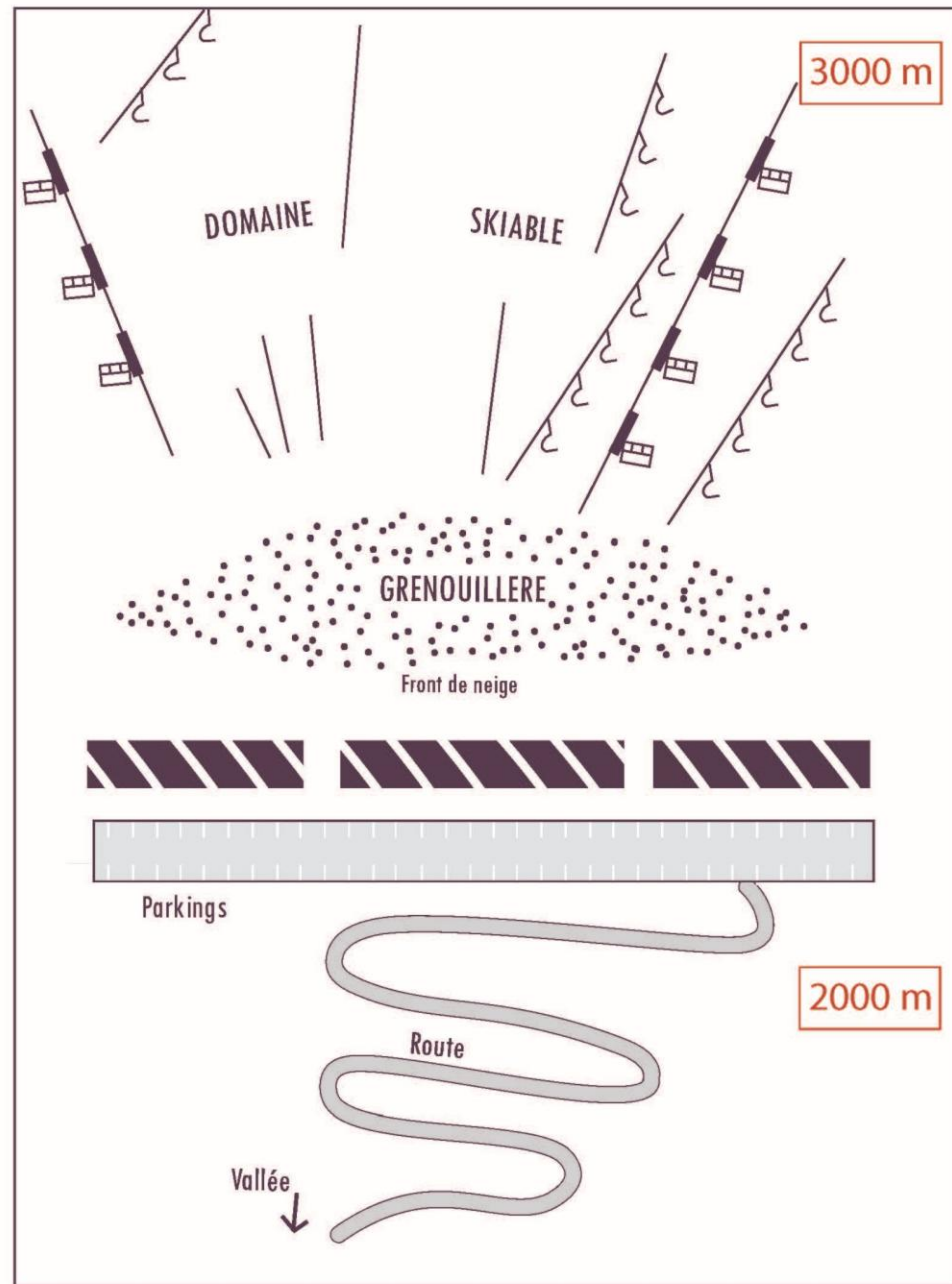 3000 m
DOMAINE SKIABLE
GRENOUILLERE
Front de neige
Parkings
2000 m
Route
Vallée